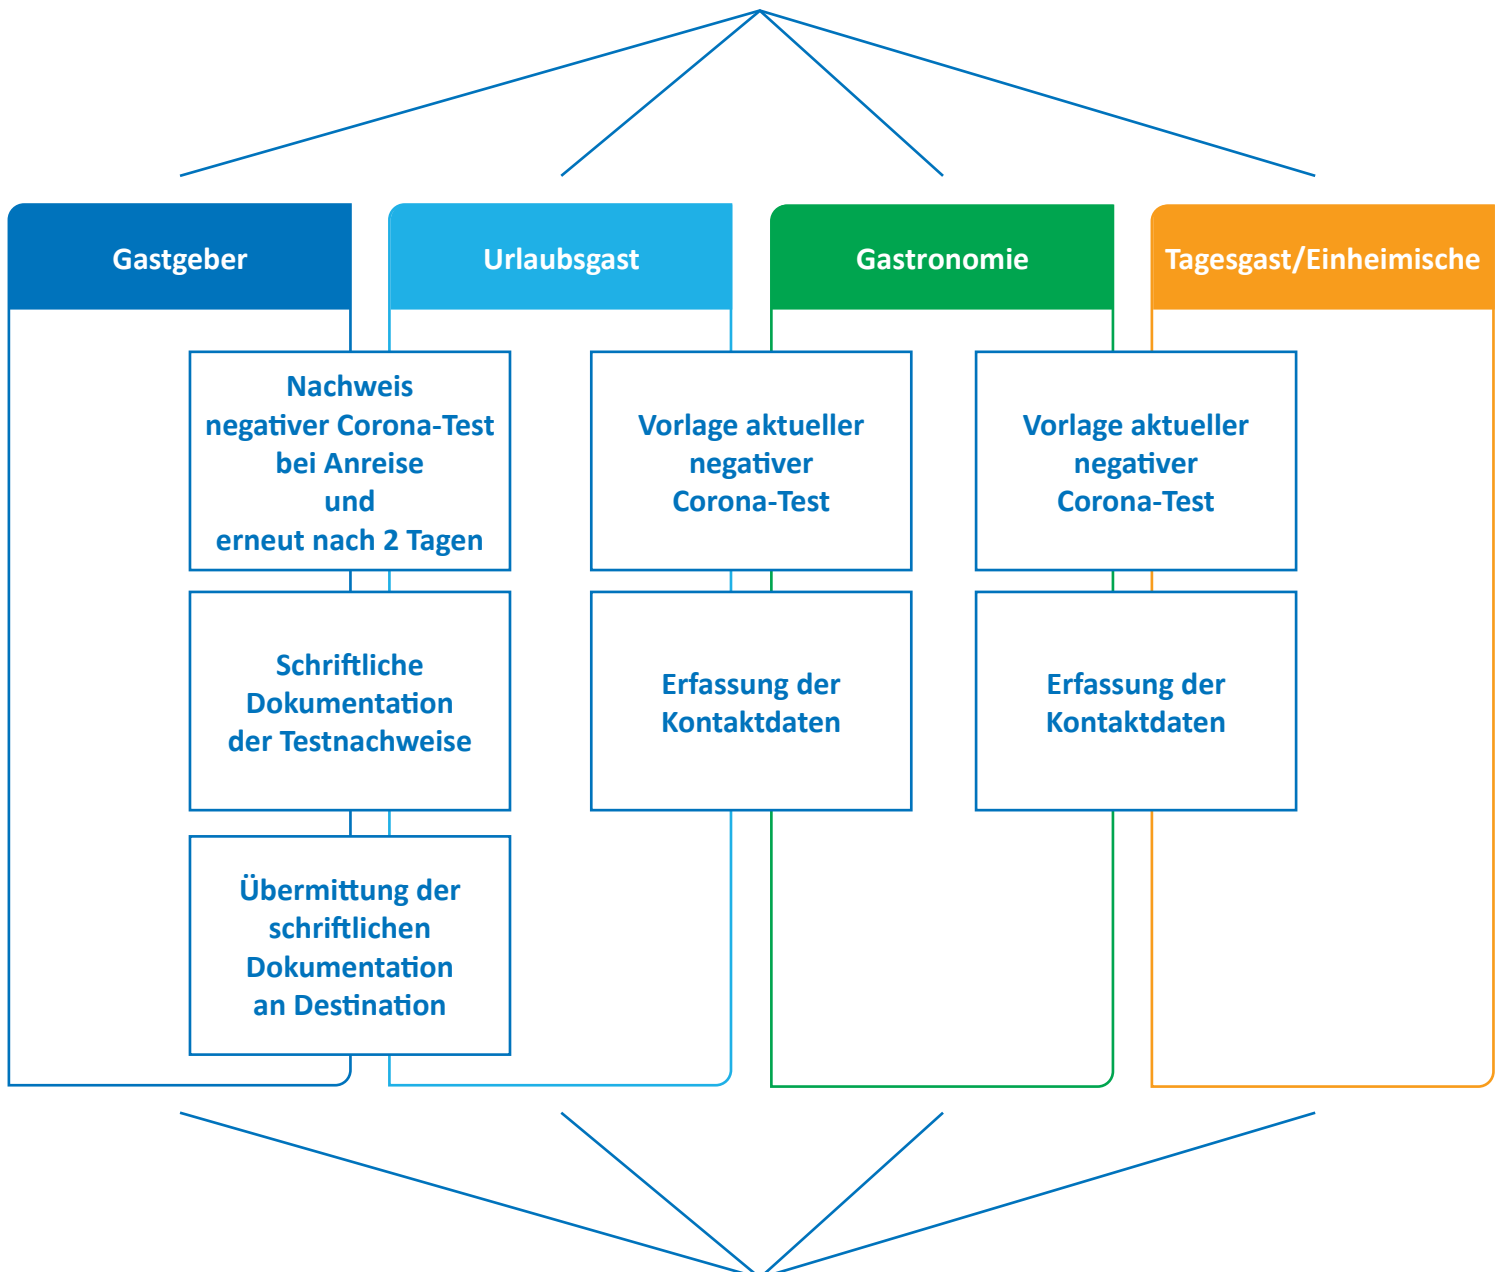 Gastgeber
Urlaubsgast
Gastronomie
Tagesgast/Einheimische
Nachweis
negativer Corona-Test
bei Anreise
und
erneut nach 2 Tagen
Vorlage aktueller
negativer
Corona-Test
Vorlage aktueller
negativer
Corona-Test
Schriftliche
Dokumentation
der Testnachweise
Erfassung der
Kontaktdaten
Erfassung der
Kontaktdaten
Übermittung der
schriftlichen
Dokumentation
an Destination